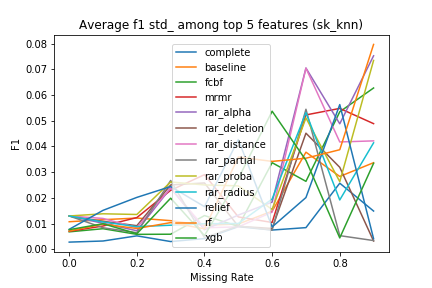 Average f1 std_ among top 5 features (sk_knn)
0.08
0.07
0.06
0.05
0.04
0.03
0.02
0.01
0.00
F1
complete
baseline
fcbf
mrmr
rar_alpha
rar_deletion
rar_distance
rar_partial
rar_proba
rar_radius
relief
rf
xgb
0.0 0.2 0.4 0.6 0.8
Missing Rate